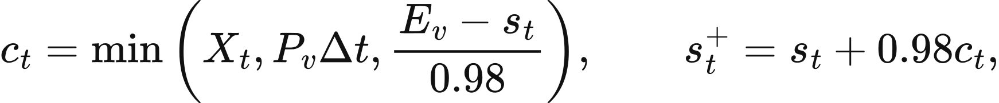 $c_t = \min\left(X_t, P_v \Delta t, \frac{E_v - s_t}{0.98}\right), \qquad s_t^+ = s_t + 0.98c_t,$